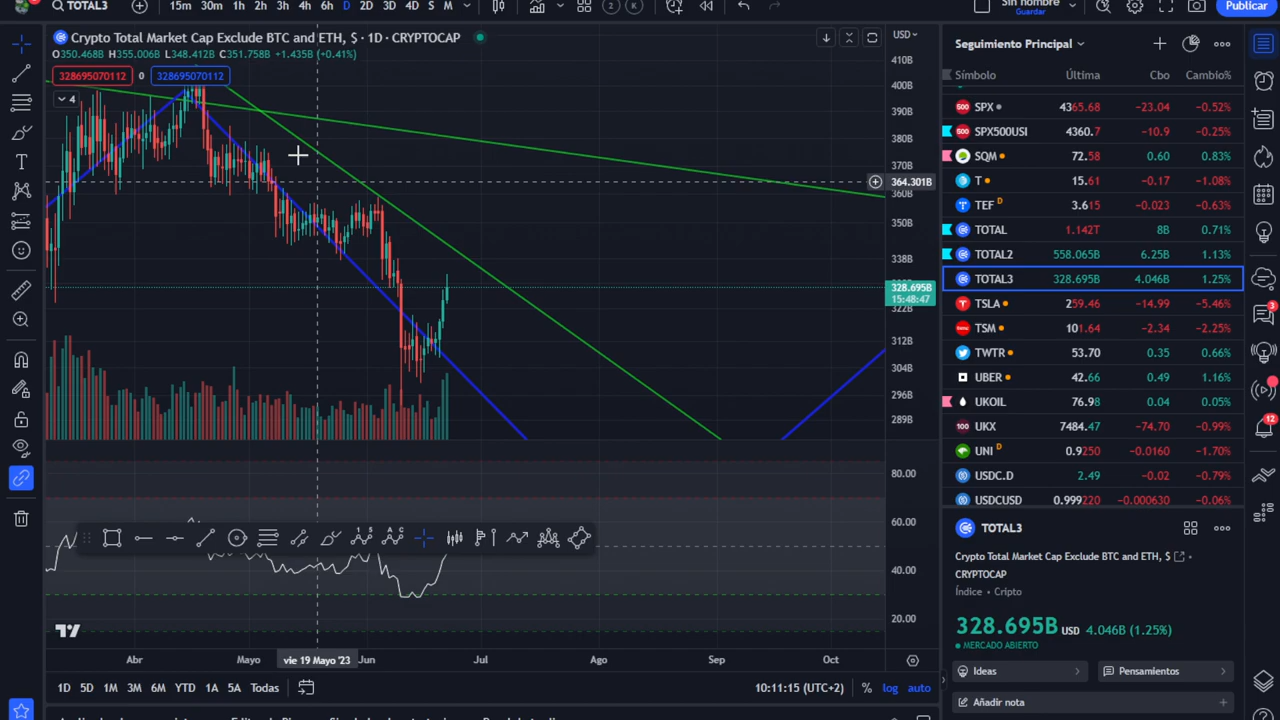 TOTAL3 15m 30m 1h 2h 3h 4h 6h D 2D 3D 4D S M 2 K Sin nombre Guardar Publicar
Crypto Total Market Cap Exclude BTC and ETH, $ · 1D · CRYPTOCAP
O350.468B H355.006B L348.412B C351.758B +1.435B (+0.41%)
328695070112 0 328695070112
4
USD
410B
400B
390B
380B
370B
364.301B
360B
350B
338B
328.695B
15:48:47
322B
312B
304B
296B
289B
80.00
60.00
40.00
20.00
Abr Mayo vie 19 Mayo '23 Jun Jul Ago Sep Oct
1D 5D 1M 3M 6M YTD 1A 5A Todas 10:11:15 (UTC+2) % log auto
Seguimiento Principal
Símbolo Última Cbo Cambio%
SPX 4365.68 −23.04 −0.52%
SPX500USI 4360.7 −10.9 −0.25%
SQM 72.58 0.60 0.83%
T 15.61 −0.17 −1.08%
TEF D 3.615 −0.023 −0.63%
TOTAL 1.142T 8B 0.71%
TOTAL2 558.065B 6.25B 1.13%
TOTAL3 328.695B 4.046B 1.25%
TSLA 259.46 −14.99 −5.46%
TSM 101.64 −2.34 −2.25%
TWTR 53.70 0.35 0.66%
UBER 42.66 0.49 1.16%
UKOIL 76.98 0.04 0.05%
UKX 7484.47 −74.70 −0.99%
UNI D 0.9250 −0.0160 −1.70%
USDC.D 2.49 −0.02 −0.79%
USDCUSD 0.999220 −0.000630 −0.06%
TOTAL3
Crypto Total Market Cap Exclude BTC and ETH, $ •
CRYPTOCAP
Índice • Cripto
328.695B USD 4.046B (1.25%)
MERCADO ABIERTO
Ideas Pensamientos
Añadir nota
3
12